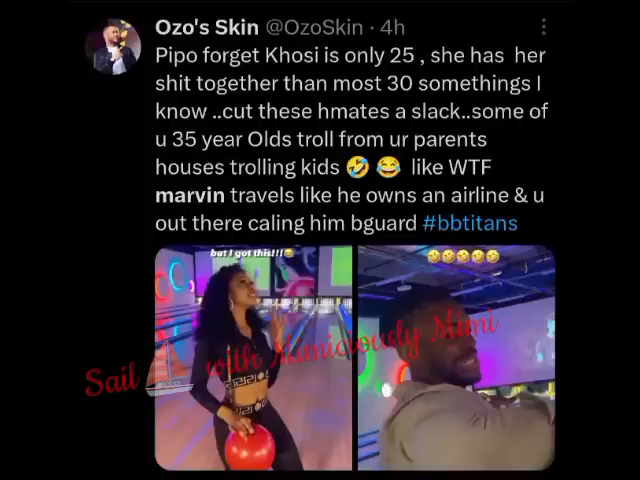 Ozo's Skin @OzoSkin · 4h
Pipo forget Khosi is only 25 , she has her
shit together than most 30 somethings I
know ..cut these hmates a slack..some of
u 35 year Olds troll from ur parents
houses trolling kids 🤣 😂 like WTF
marvin travels like he owns an airline & u
out there caling him bguard #bbtitans
but I got this!!!😂
🤣🤣🤣🤣🤣
Sail with Mimiciously Mimi